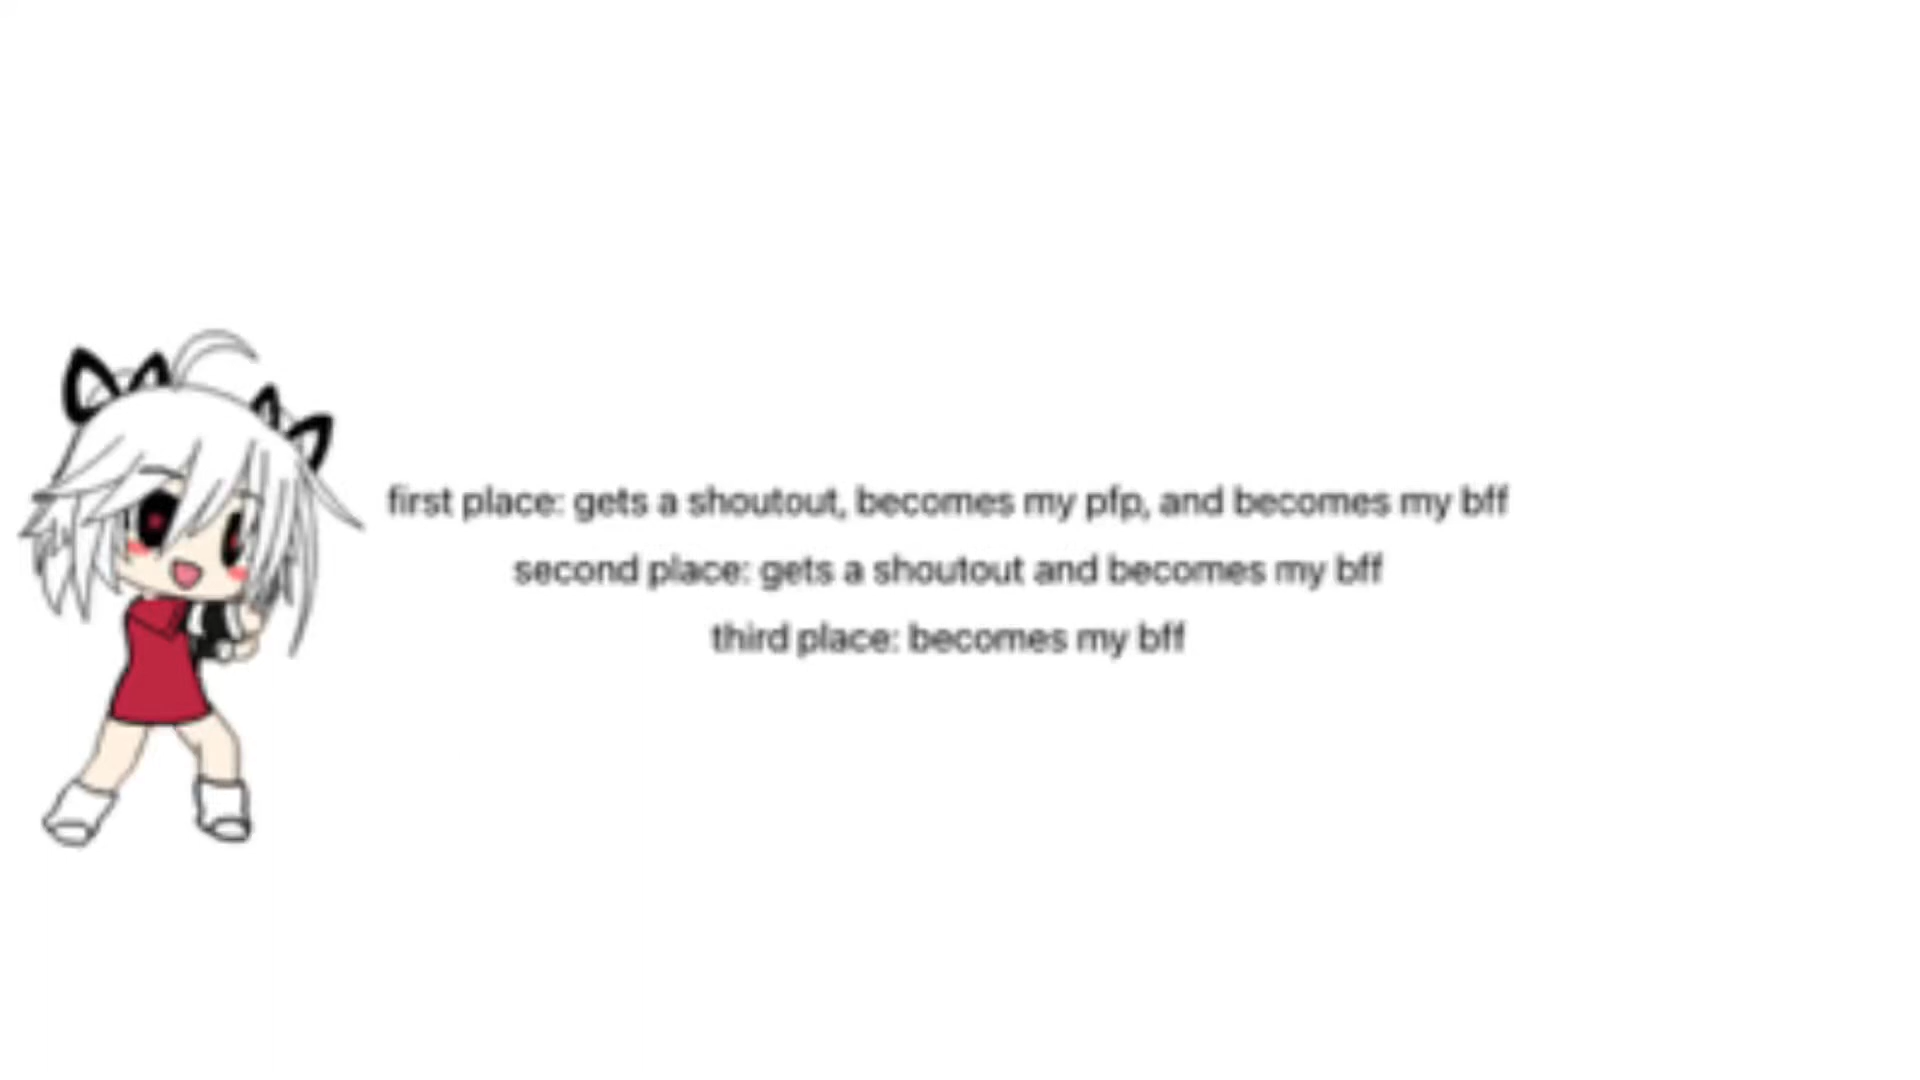 first place: gets a shoutout, becomes my pfp, and becomes my bff
second place: gets a shoutout and becomes my bff
third place: becomes my bff